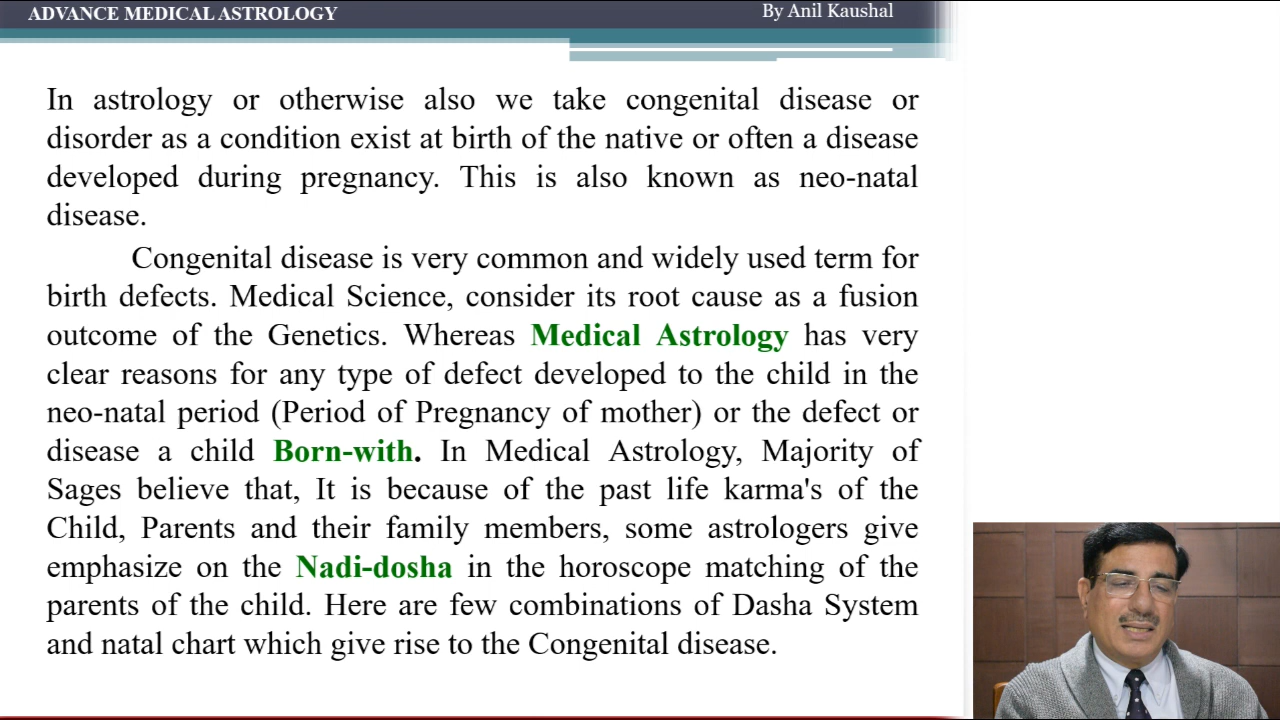 ADVANCE MEDICAL ASTROLOGY
By Anil Kaushal
In astrology or otherwise also we take congenital disease or
disorder as a condition exist at birth of the native or often a disease
developed during pregnancy. This is also known as neo-natal
disease.
Congenital disease is very common and widely used term for
birth defects. Medical Science, consider its root cause as a fusion
outcome of the Genetics. Whereas Medical Astrology has very
clear reasons for any type of defect developed to the child in the
neo-natal period (Period of Pregnancy of mother) or the defect or
disease a child Born-with. In Medical Astrology, Majority of
Sages believe that, It is because of the past life karma's of the
Child, Parents and their family members, some astrologers give
emphasize on the Nadi-dosha in the horoscope matching of the
parents of the child. Here are few combinations of Dasha System
and natal chart which give rise to the Congenital disease.